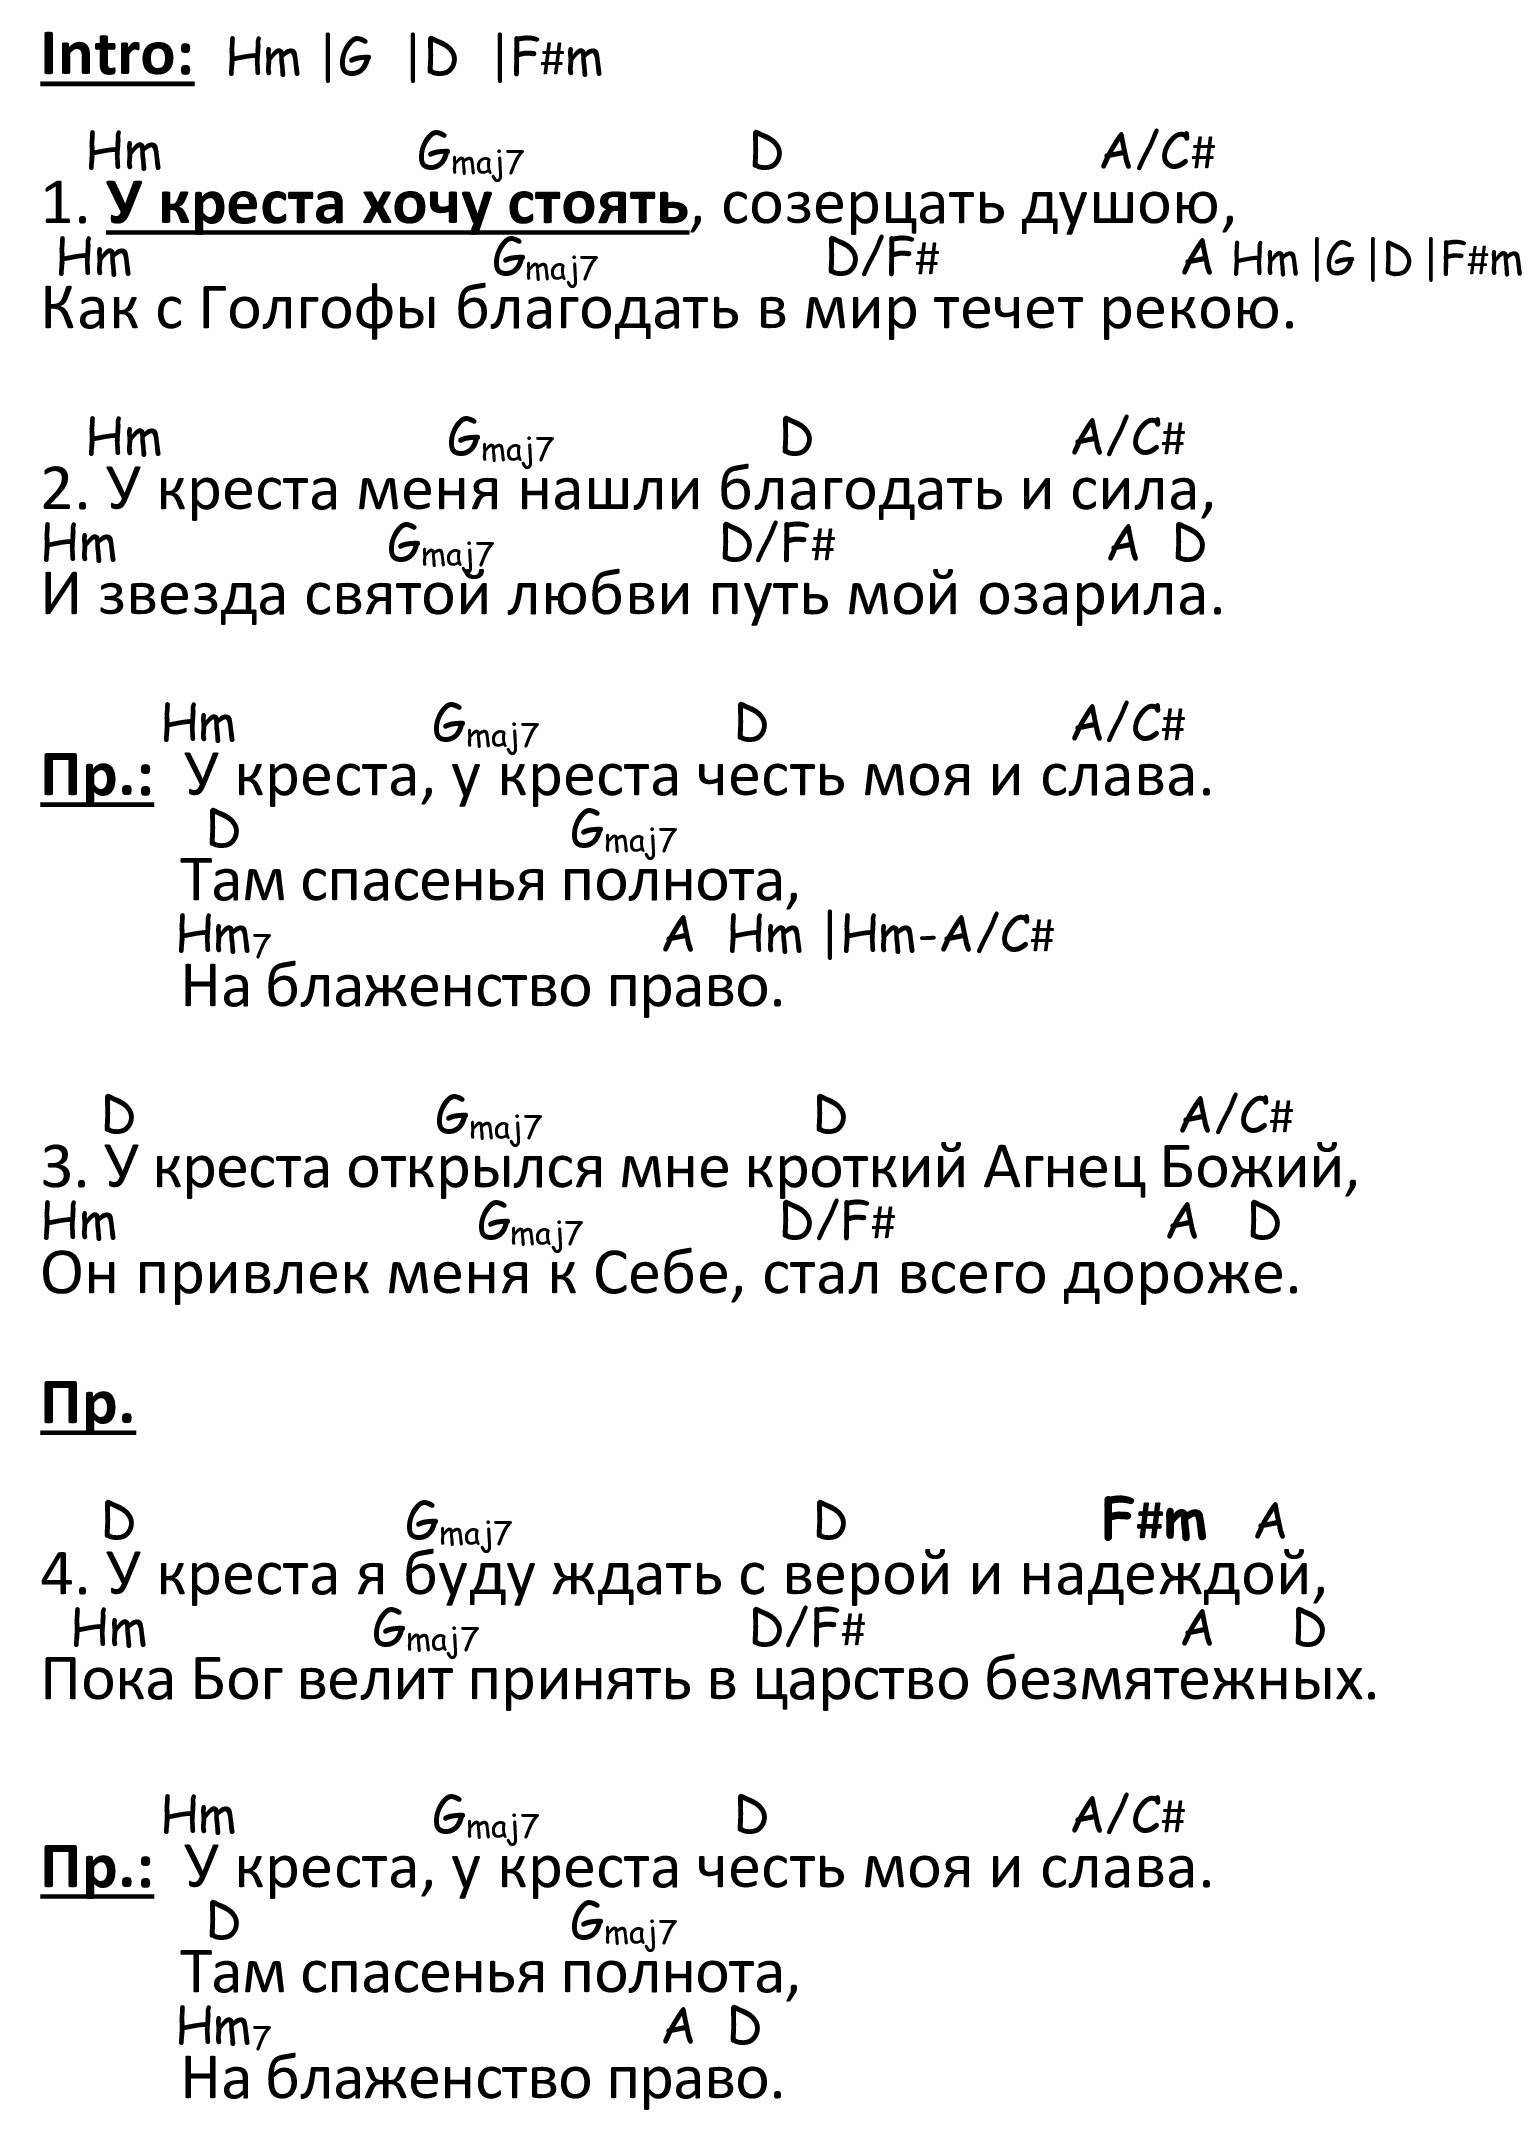 Intro: Hm |G |D |F#m
Hm Gmaj7 D A/C#
1. У креста хочу стоять, созерцать душою,
Hm Gmaj7 D/F# A Hm |G |D |F#m
Как с Голгофы благодать в мир течет рекою.
Hm Gmaj7 D A/C#
2. У креста меня нашли благодать и сила,
Hm Gmaj7 D/F# A D
И звезда святой любви путь мой озарила.
Hm Gmaj7 D A/C#
Пр.: У креста, у креста честь моя и слава.
D Gmaj7
Там спасенья полнота,
Hm7 A Hm |Hm-A/C#
На блаженство право.
D Gmaj7 D A/C#
3. У креста открылся мне кроткий Агнец Божий,
Hm Gmaj7 D/F# A D
Он привлек меня к Себе, стал всего дороже.
Пр.
D Gmaj7 D F#m A
4. У креста я буду ждать с верой и надеждой,
Hm Gmaj7 D/F# A D
Пока Бог велит принять в царство безмятежных.
Hm Gmaj7 D A/C#
Пр.: У креста, у креста честь моя и слава.
D Gmaj7
Там спасенья полнота,
Hm7 A D
На блаженство право.